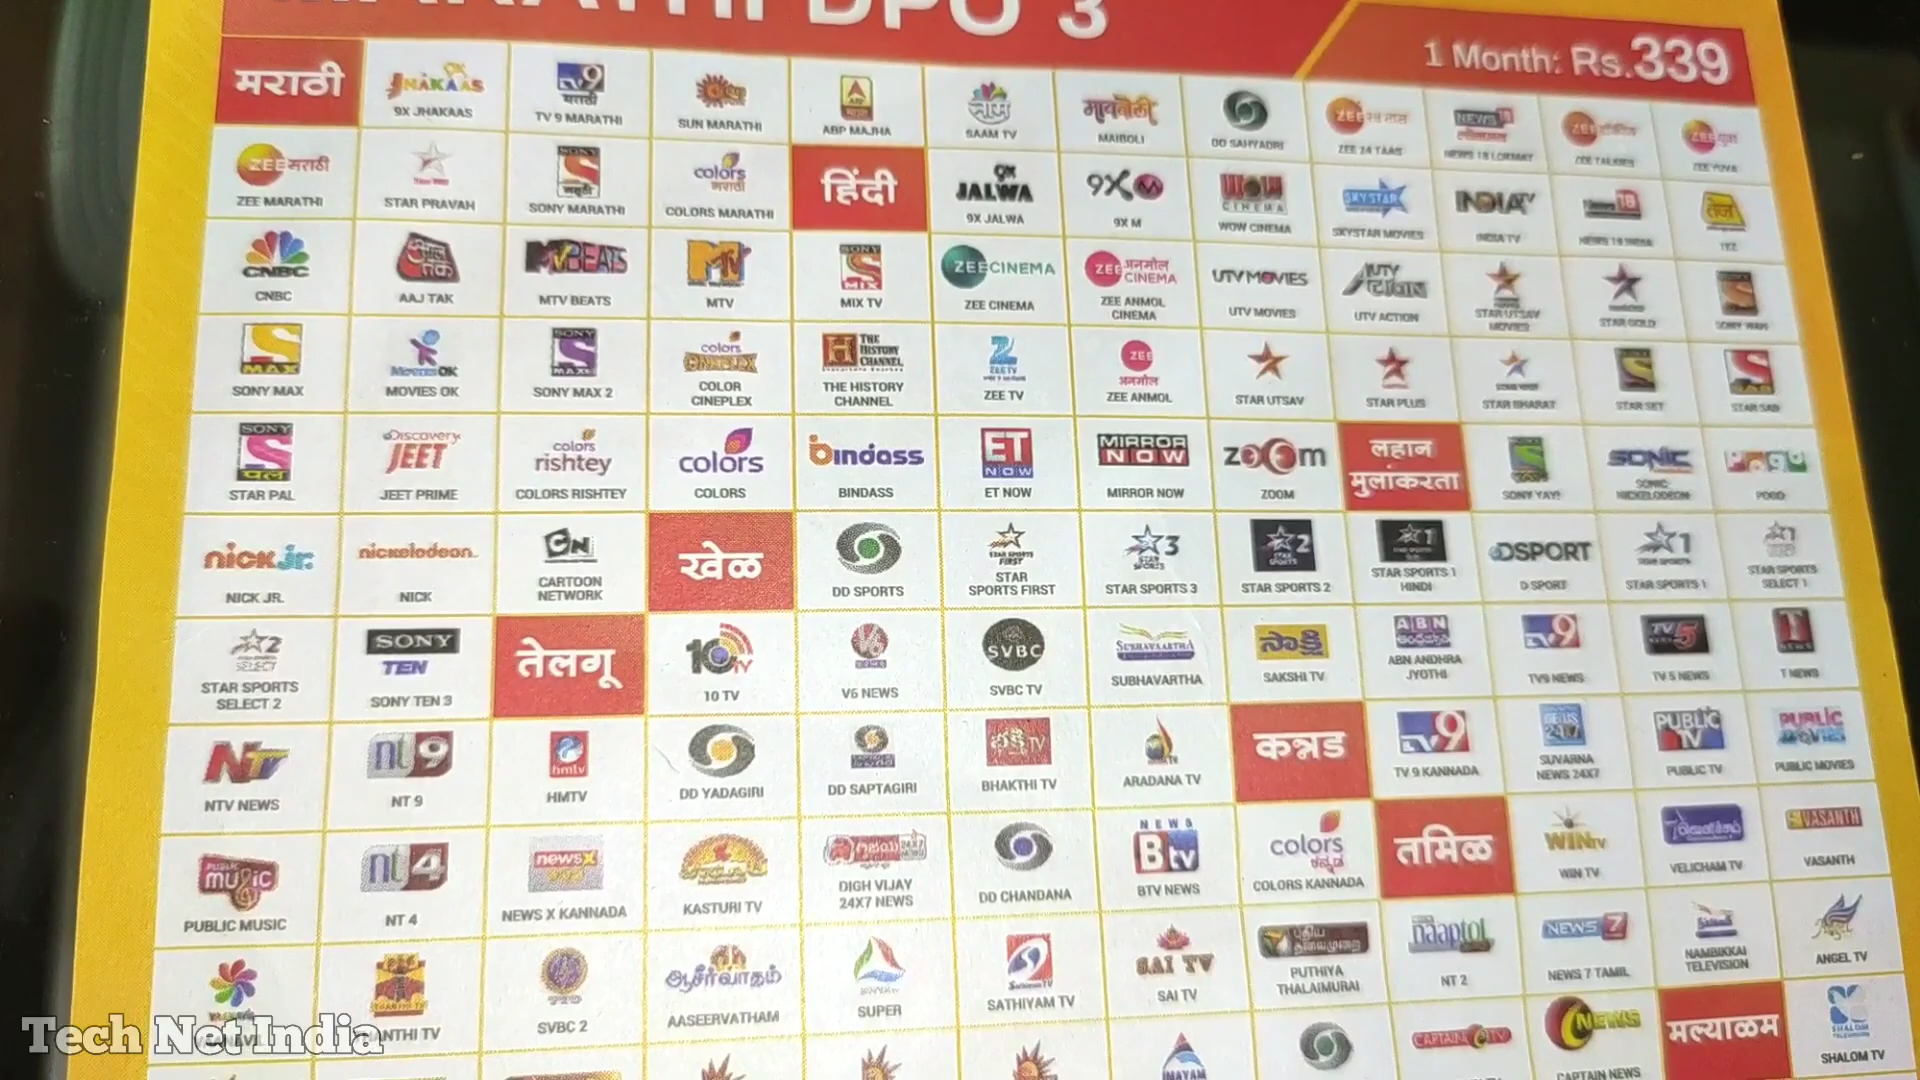 MARATHI DPO 3
1 Month: Rs.339
मराठी
9X JHAKAAS
TV 9 MARATHI
SUN MARATHI
ABP MAJHA
SAAM TV
MAIBOLI
DD SAHYADRI
ZEE 24 TAAS
NEWS 18 LOKMAT
ZEE TALKIES
ZEE YUVA
ZEE MARATHI
STAR PRAVAH
SONY MARATHI
COLORS MARATHI
हिंदी
9X JALWA
9X M
WOW CINEMA
SKYSTAR MOVIES
INDIA TV
NEWS 18 INDIA
TEZ
CNBC
AAJ TAK
MTV BEATS
MTV
MIX TV
ZEE CINEMA
ZEE ANMOL
CINEMA
UTV MOVIES
UTV ACTION
STAR UTSAV
MOVIES
STAR GOLD
SONY WAH
SONY MAX
MOVIES OK
SONY MAX 2
COLOR
CINEPLEX
THE HISTORY
CHANNEL
ZEE TV
ZEE ANMOL
STAR UTSAV
STAR PLUS
STAR BHARAT
STAR SET
STAR SAB
STAR PAL
JEET PRIME
COLORS RISHTEY
COLORS
BINDASS
ET NOW
MIRROR NOW
ZOOM
लहान
मुलांकरता
SONY YAY!
SONIC
NICKELODEON
POGO
NICK JR.
NICK
CARTOON
NETWORK
खेळ
DD SPORTS
STAR
SPORTS FIRST
STAR SPORTS 3
STAR SPORTS 2
STAR SPORTS 1
HINDI
D SPORT
STAR SPORTS 1
STAR SPORTS
SELECT 1
STAR SPORTS
SELECT 2
SONY TEN 3
तेलगू
10 TV
V6 NEWS
SVBC TV
SUBHAVARTHA
SAKSHI TV
ABN ANDHRA
JYOTHI
TV9 NEWS
TV 5 NEWS
T NEWS
NTV NEWS
NT 9
HMTV
DD YADAGIRI
DD SAPTAGIRI
BHAKTHI TV
ARADANA TV
कन्नड
TV 9 KANNADA
SUVARNA
NEWS 24X7
PUBLIC TV
PUBLIC MOVIES
PUBLIC MUSIC
NT 4
NEWS X KANNADA
KASTURI TV
DIGH VIJAY
24X7 NEWS
DD CHANDANA
BTV NEWS
COLORS KANNADA
तमिळ
WIN TV
VELICHAM TV
VASANTH
SVBC 2
AASEERVATHAM
SUPER
SATHIYAM TV
SAI TV
PUTHIYA
THALAIMURAI
NT 2
NEWS 7 TAMIL
NAMBIKKAI
TELEVISION
ANGEL TV
IMAYAM
CAPTAIN TV
CAPTAIN NEWS
मल्याळम
SHALOM TV
Tech Net India